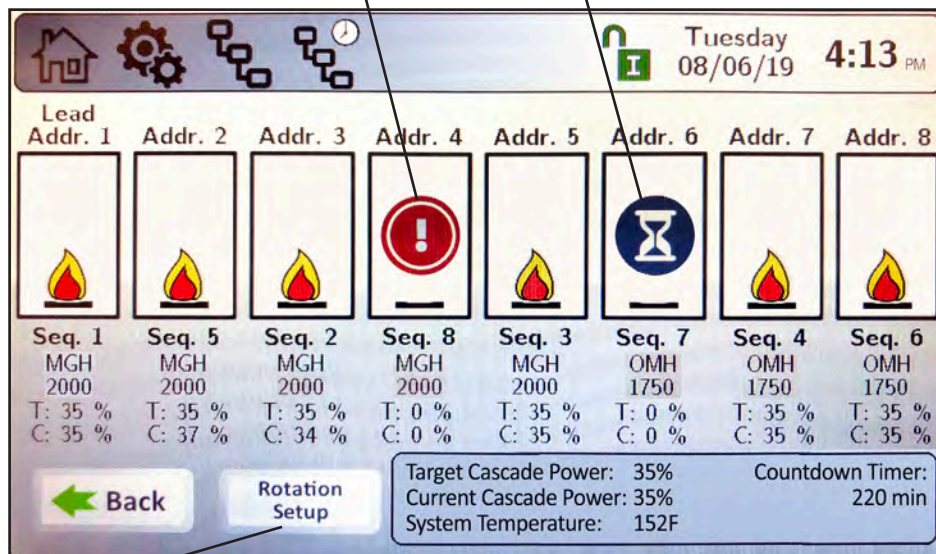 Tuesday
08/06/19
4:13 PM
Lead
Addr. 1 Addr. 2 Addr. 3 Addr. 4 Addr. 5 Addr. 6 Addr. 7 Addr. 8
!
Seq. 1 Seq. 5 Seq. 2 Seq. 8 Seq. 3 Seq. 7 Seq. 4 Seq. 6
MGH MGH MGH MGH MGH OMH OMH OMH
2000 2000 2000 2000 2000 1750 1750 1750
T: 35 % T: 35 % T: 35 % T: 0 % T: 35 % T: 0 % T: 35 % T: 35 %
C: 35 % C: 37 % C: 34 % C: 0 % C: 35 % C: 0 % C: 35 % C: 35 %
Back
Rotation
Setup
Target Cascade Power: 35% Countdown Timer:
Current Cascade Power: 35% 220 min
System Temperature: 152F